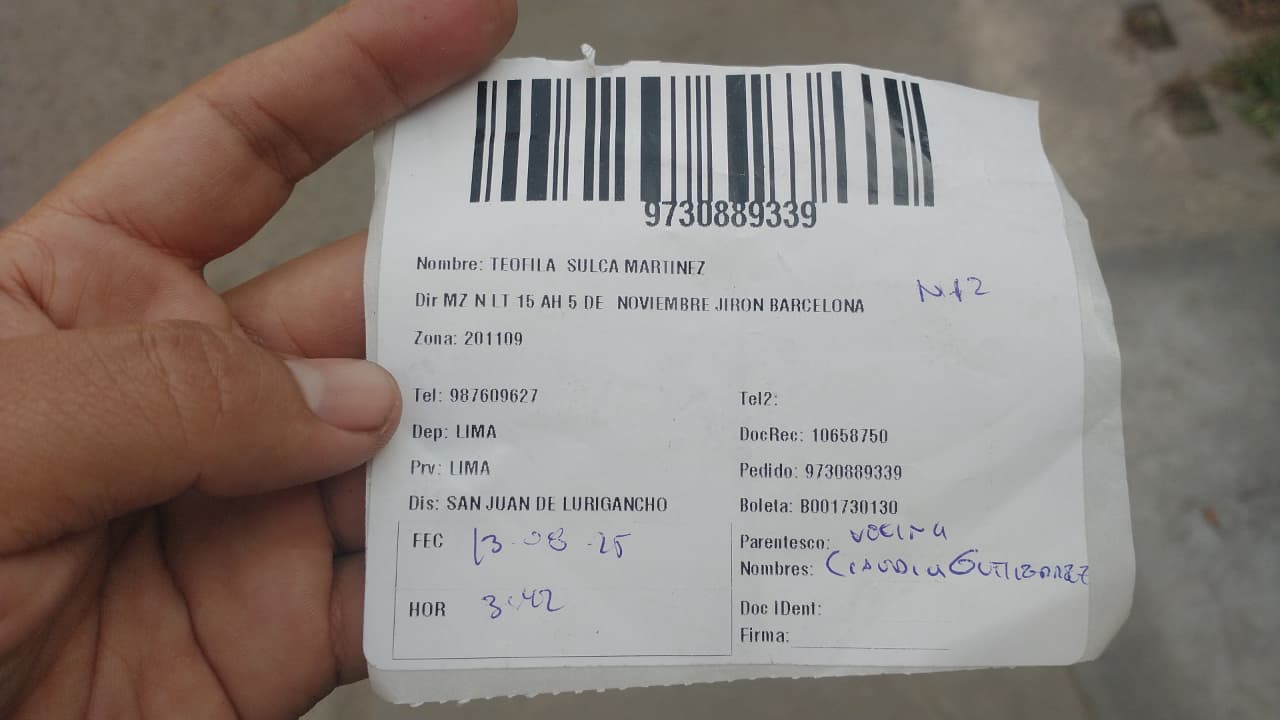 9730889339
Nombre: TEOFILA SULCA MARTINEZ
Dir MZ N LT 15 AH 5 DE NOVIEMBRE JIRON BARCELONA
Zona: 201109
Tel: 987609627 Tel2:
Dep: LIMA DocRec: 10658750
Prv: LIMA Pedido: 9730889339
Dis: SAN JUAN DE LURIGANCHO Boleta: B001730130
FEC 13-08-25 Parentesco: VECINA
Nombres: Claudia Gutierrez
HOR 3:42 Doc IDent:
Firma: